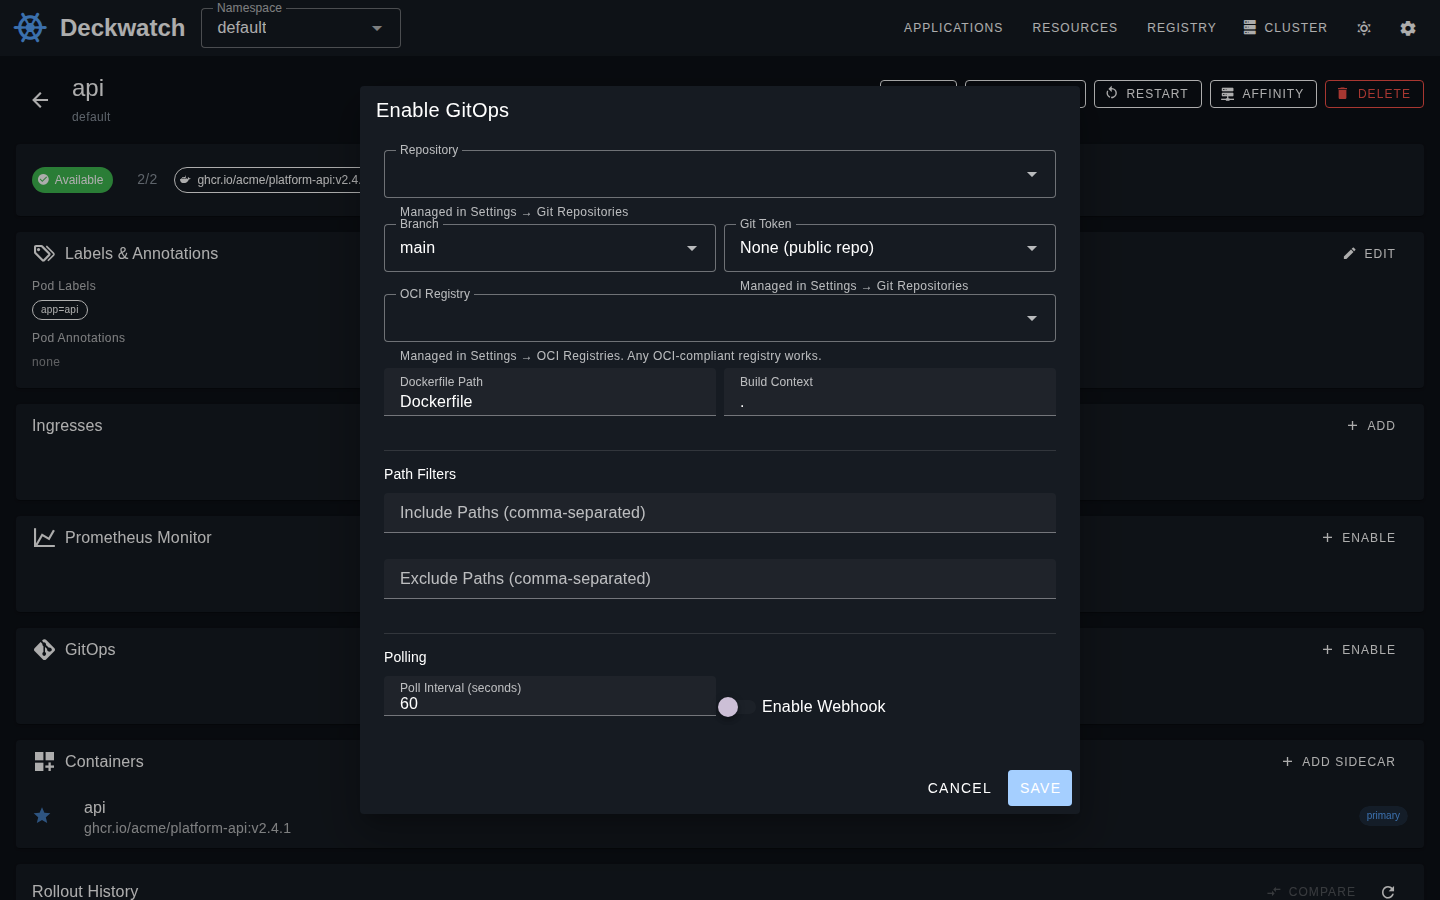 Deckwatch
Namespace
default
APPLICATIONS
RESOURCES
REGISTRY
CLUSTER
api
default
RESTART
AFFINITY
DELETE
Available
2/2
ghcr.io/acme/platform-api:v2.4.
Labels & Annotations
EDIT
Pod Labels
app=api
Pod Annotations
none
Ingresses
ADD
Prometheus Monitor
ENABLE
GitOps
ENABLE
Containers
ADD SIDECAR
api
ghcr.io/acme/platform-api:v2.4.1
primary
Rollout History
COMPARE
Enable GitOps
Repository
Managed in Settings → Git Repositories
Branch
main
Git Token
None (public repo)
Managed in Settings → Git Repositories
OCI Registry
Managed in Settings → OCI Registries. Any OCI-compliant registry works.
Dockerfile Path
Dockerfile
Build Context
.
Path Filters
Include Paths (comma-separated)
Exclude Paths (comma-separated)
Polling
Poll Interval (seconds)
60
Enable Webhook
CANCEL
SAVE